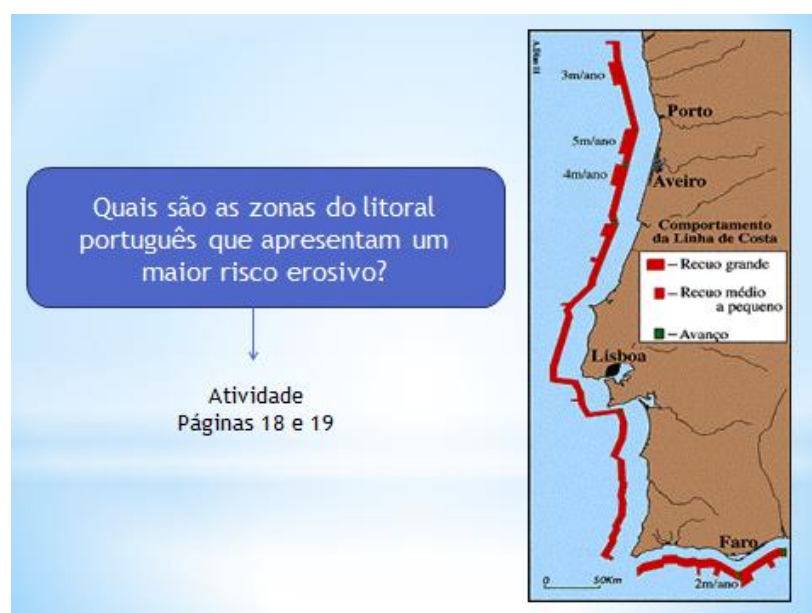 Quais são as zonas do litoral
português que apresentam um
maior risco erosivo?
Atividade
Páginas 18 e 19
3m/ano
Porto
5m/ano
4m/ano
Aveiro
Comportamento
da Linha de Costa
– Recuo grande
– Recuo médio
a pequeno
– Avanço
Lisboa
Faro
2m/ano
0 50Km